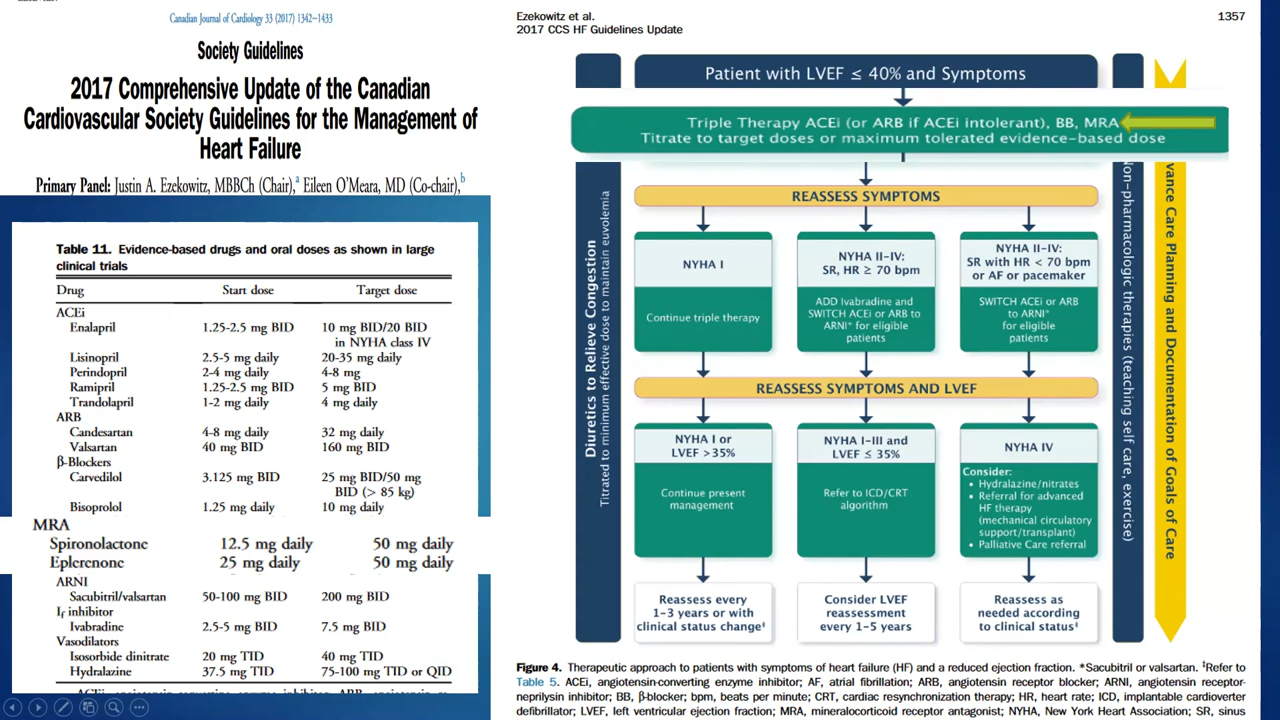 Canadian Journal of Cardiology 33 (2017) 1342–1433
Society Guidelines
2017 Comprehensive Update of the Canadian
Cardiovascular Society Guidelines for the Management of
Heart Failure
Primary Panel: Justin A. Ezekowitz, MBBCh (Chair),a Eileen O'Meara, MD (Co-chair),b
Table 11. Evidence-based drugs and oral doses as shown in large
clinical trials
Drug Start dose Target dose
ACEi
Enalapril 1.25-2.5 mg BID 10 mg BID/20 BID
in NYHA class IV
Lisinopril 2.5-5 mg daily 20-35 mg daily
Perindopril 2-4 mg daily 4-8 mg
Ramipril 1.25-2.5 mg BID 5 mg BID
Trandolapril 1-2 mg daily 4 mg daily
ARB
Candesartan 4-8 mg daily 32 mg daily
Valsartan 40 mg BID 160 mg BID
β-Blockers
Carvedilol 3.125 mg BID 25 mg BID/50 mg
BID (> 85 kg)
Bisoprolol 1.25 mg daily 10 mg daily
MRA
Spironolactone 12.5 mg daily 50 mg daily
Eplerenone 25 mg daily 50 mg daily
ARNI
Sacubitril/valsartan 50-100 mg BID 200 mg BID
If inhibitor
Ivabradine 2.5-5 mg BID 7.5 mg BID
Vasodilators
Isosorbide dinitrate 20 mg TID 40 mg TID
Hydralazine 37.5 mg TID 75-100 mg TID or QID
Ezekowitz et al. 1357
2017 CCS HF Guidelines Update
Patient with LVEF ≤ 40% and Symptoms
Triple Therapy ACEi (or ARB if ACEi intolerant), BB, MRA
Titrate to target doses or maximum tolerated evidence-based dose
Diuretics to Relieve Congestion
Titrated to minimum effective dose to maintain euvolemia
REASSESS SYMPTOMS
NYHA I
Continue triple therapy
NYHA II-IV:
SR, HR ≥ 70 bpm
ADD Ivabradine and
SWITCH ACEi or ARB to
ARNI* for eligible
patients
NYHA II-IV:
SR with HR < 70 bpm
or AF or pacemaker
SWITCH ACEi or ARB
to ARNI*
for eligible
patients
REASSESS SYMPTOMS AND LVEF
NYHA I or
LVEF >35%
Continue present
management
NYHA I-III and
LVEF ≤ 35%
Refer to ICD/CRT
algorithm
NYHA IV
Consider:
• Hydralazine/nitrates
• Referral for advanced
HF therapy
(mechanical circulatory
support/transplant)
• Palliative Care referral
Reassess every
1-3 years or with
clinical status change‡
Consider LVEF
reassessment
every 1-5 years
Reassess as
needed according
to clinical status‡
Non-pharmacologic therapies (teaching self care, exercise)
vance Care Planning and Documentation of Goals of Care
Figure 4. Therapeutic approach to patients with symptoms of heart failure (HF) and a reduced ejection fraction. *Sacubitril or valsartan. ‡Refer to
Table 5. ACEi, angiotensin-converting enzyme inhibitor; AF, atrial fibrillation; ARB, angiotensin receptor blocker; ARNI, angiotensin receptor-
neprilysin inhibitor; BB, β-blocker; bpm, beats per minute; CRT, cardiac resynchronization therapy; HR, heart rate; ICD, implantable cardioverter
defibrillator; LVEF, left ventricular ejection fraction; MRA, mineralocorticoid receptor antagonist; NYHA, New York Heart Association; SR, sinus